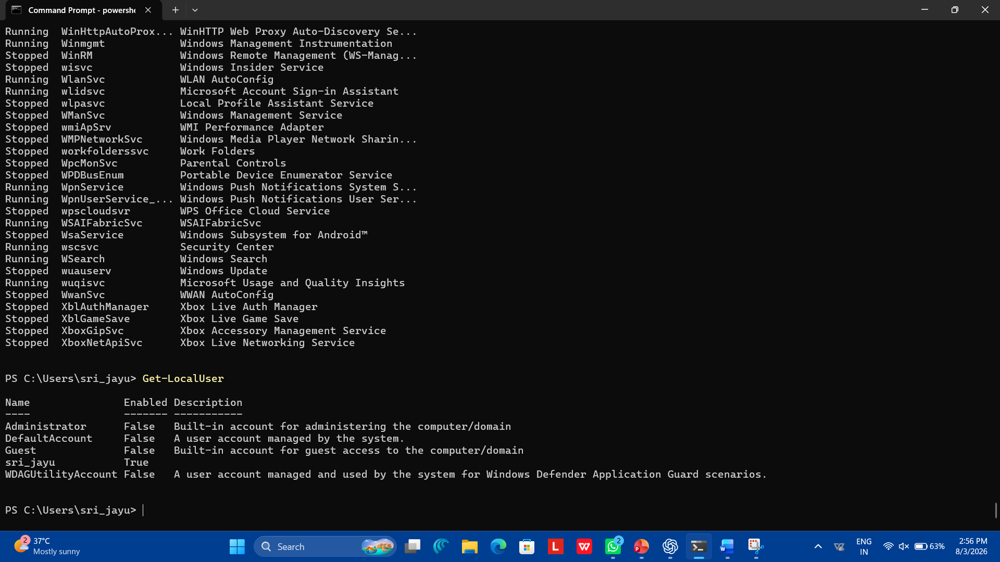 Command Prompt - powershe
Running  WinHttpAutoProx... WinHTTP Web Proxy Auto-Discovery Se...
Running  Winmgmt            Windows Management Instrumentation
Stopped  WinRM              Windows Remote Management (WS-Manag...
Stopped  wisvc              Windows Insider Service
Running  WlanSvc            WLAN AutoConfig
Running  wlidsvc            Microsoft Account Sign-in Assistant
Stopped  wlpasvc            Local Profile Assistant Service
Stopped  WManSvc            Windows Management Service
Stopped  wmiApSrv           WMI Performance Adapter
Stopped  WMPNetworkSvc      Windows Media Player Network Sharin...
Stopped  workfolderssvc     Work Folders
Stopped  WpcMonSvc          Parental Controls
Stopped  WPDBusEnum         Portable Device Enumerator Service
Running  WpnService         Windows Push Notifications System S...
Running  WpnUserService_... Windows Push Notifications User Ser...
Stopped  wpscloudsvr        WPS Office Cloud Service
Running  WSAIFabricSvc      WSAIFabricSvc
Stopped  WsaService         Windows Subsystem for Android™
Running  wscsvc             Security Center
Running  WSearch            Windows Search
Stopped  wuauserv           Windows Update
Running  wuqisvc            Microsoft Usage and Quality Insights
Stopped  WwanSvc            WWAN AutoConfig
Stopped  XblAuthManager     Xbox Live Auth Manager
Stopped  XblGameSave        Xbox Live Game Save
Stopped  XboxGipSvc         Xbox Accessory Management Service
Stopped  XboxNetApiSvc      Xbox Live Networking Service
PS C:\Users\sri_jayu> Get-LocalUser
Name               Enabled Description
----               ------- -----------
Administrator      False   Built-in account for administering the computer/domain
DefaultAccount     False   A user account managed by the system.
Guest              False   Built-in account for guest access to the computer/domain
sri_jayu           True
WDAGUtilityAccount False   A user account managed and used by the system for Windows Defender Application Guard scenarios.
PS C:\Users\sri_jayu>
2
37°C
Mostly sunny
Search
L
W
2
P
W
ENG
IN
63%
2:56 PM
8/3/2026